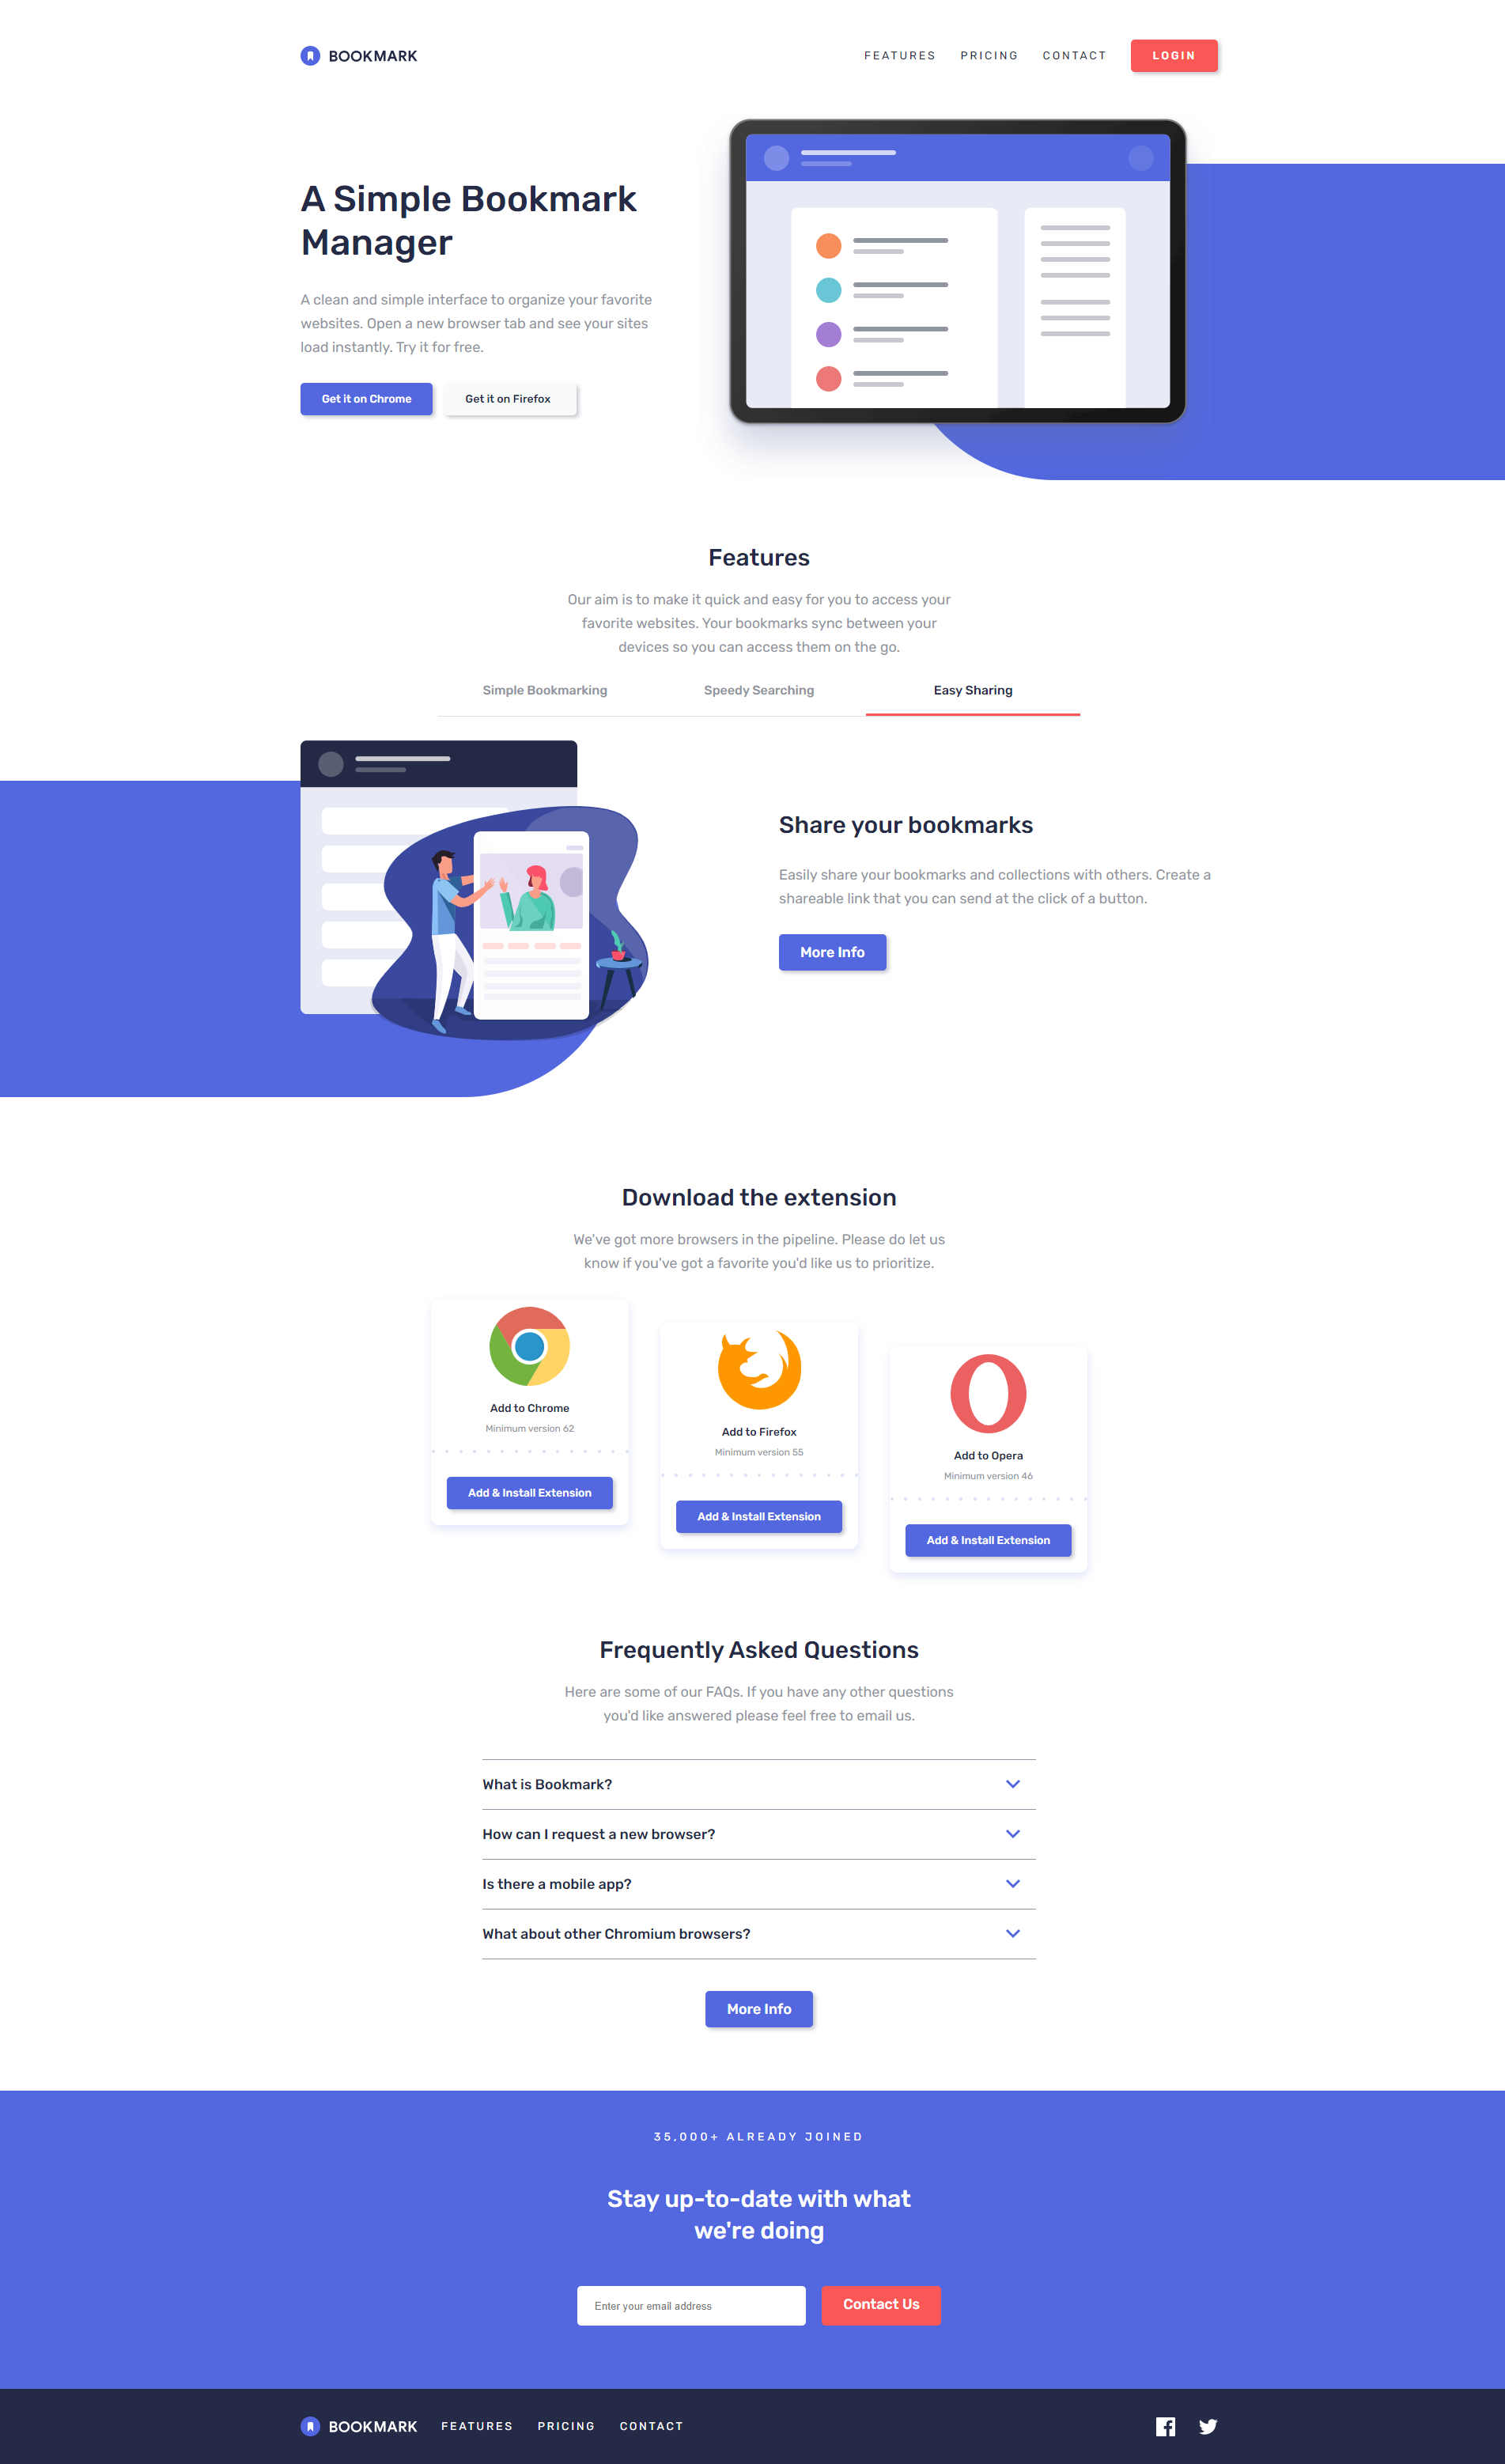 BOOKMARK
FEATURES PRICING CONTACT LOGIN
A Simple Bookmark
Manager
A clean and simple interface to organize your favorite
websites. Open a new browser tab and see your sites
load instantly. Try it for free.
Get it on Chrome Get it on Firefox
Features
Our aim is to make it quick and easy for you to access your
favorite websites. Your bookmarks sync between your
devices so you can access them on the go.
Simple Bookmarking Speedy Searching Easy Sharing
Share your bookmarks
Easily share your bookmarks and collections with others. Create a
shareable link that you can send at the click of a button.
More Info
Download the extension
We've got more browsers in the pipeline. Please do let us
know if you've got a favorite you'd like us to prioritize.
Add to Chrome
Minimum version 62
Add & Install Extension
Add to Firefox
Minimum version 55
Add & Install Extension
Add to Opera
Minimum version 46
Add & Install Extension
Frequently Asked Questions
Here are some of our FAQs. If you have any other questions
you'd like answered please feel free to email us.
What is Bookmark?
How can I request a new browser?
Is there a mobile app?
What about other Chromium browsers?
More Info
35,000+ ALREADY JOINED
Stay up-to-date with what
we're doing
Enter your email address Contact Us
BOOKMARK FEATURES PRICING CONTACT